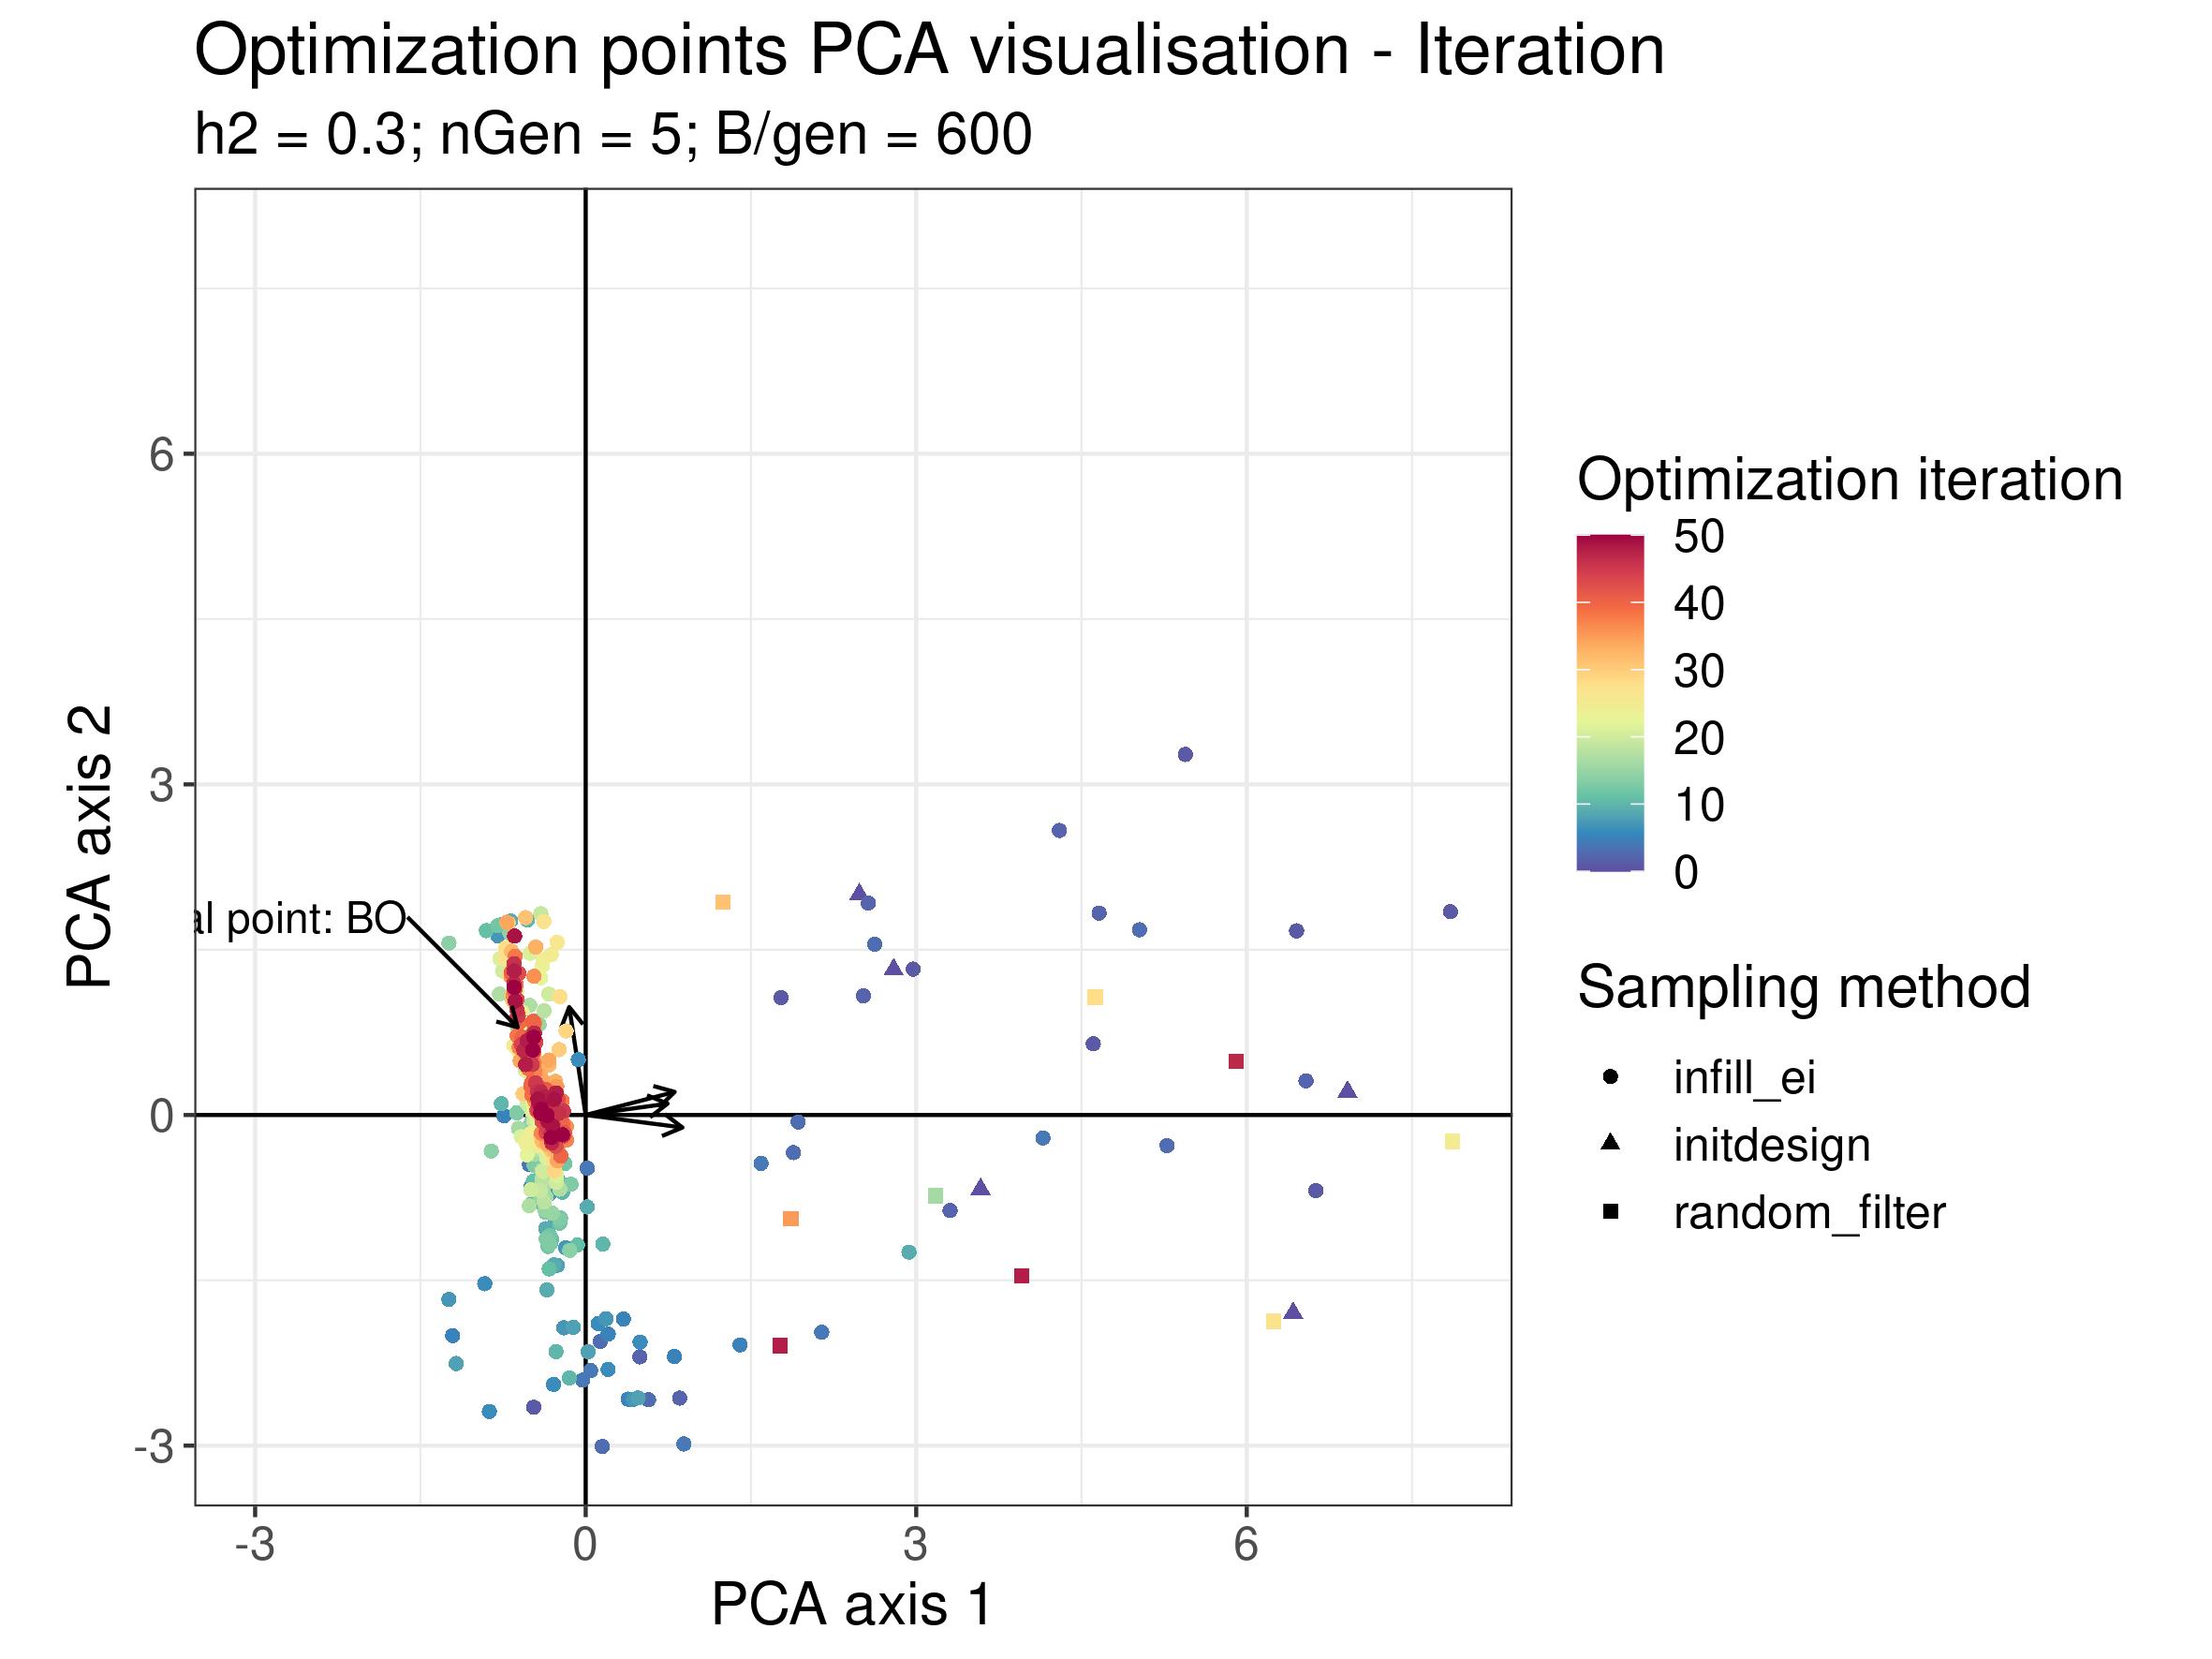 Optimization points PCA visualisation - Iteration
h2 = 0.3; nGen = 5; B/gen = 600
6
3
0
-3
PCA axis 2
point: BO
-3
0
3
6
PCA axis 1
Optimization iteration
50
40
30
20
10
0
Sampling method
infill_ei
initdesign
random_filter